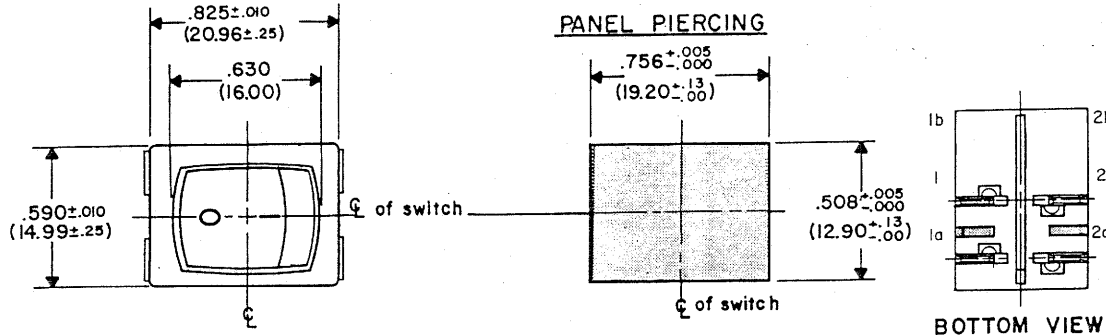 .825±.010
(20.96±.25)
.630
(16.00)
.590±.010
(14.99±.25)
℄ of switch
℄
PANEL PIERCING
.756+.005-.000
(19.20+.13-.00)
.508+.005-.000
(12.90+.13-.00)
℄ of switch
1b
1
2
1a
BOTTOM VIEW